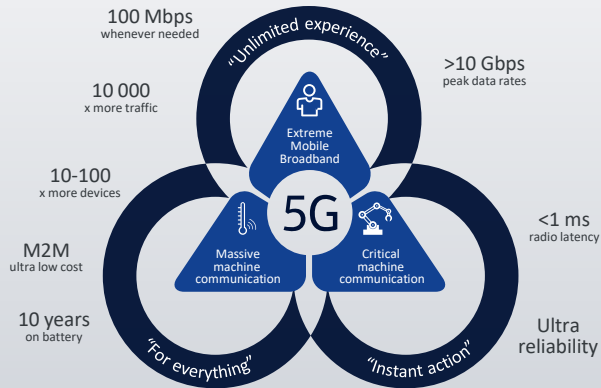 100 Mbps
whenever needed
"Unlimited experience"
>10 Gbps
peak data rates
10 000
x more traffic
Extreme
Mobile
Broadband
10-100
x more devices
5G
<1 ms
radio latency
M2M
ultra low cost
Massive
machine
communication
Critical
machine
communication
10 years
on battery
Ultra
reliability
"For everything"
"Instant action"